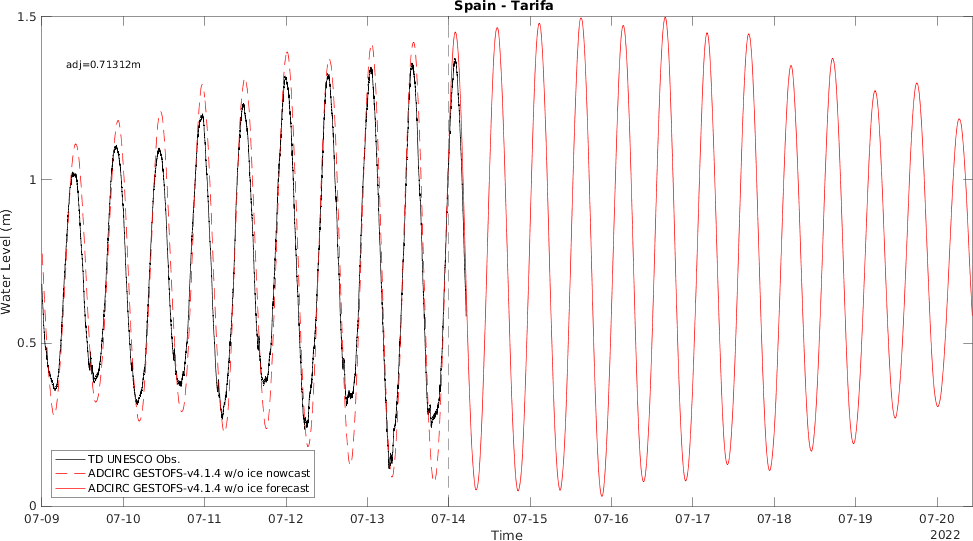 Spain - Tarifa
1.5
adj=0.71312m
1
Water Level (m)
0.5
TD UNESCO Obs.
ADCIRC GESTOFS-v4.1.4 w/o ice nowcast
ADCIRC GESTOFS-v4.1.4 w/o ice forecast
0
07-09 07-10 07-11 07-12 07-13 07-14 07-15 07-16 07-17 07-18 07-19 07-20
Time 2022